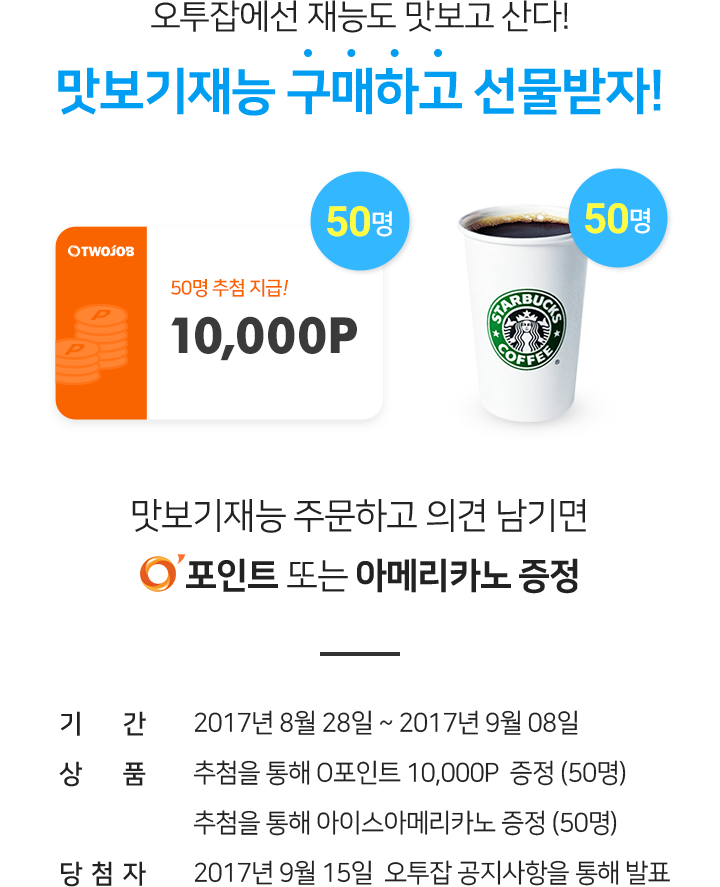 오투잡에선 재능도 맛보고 산다!
맛보기재능 구매하고 선물받자!
50명
50명
OTWOJOB
50명 추첨 지급!
10,000P
P
P
STARBUCKS
COFFEE
®
맛보기재능 주문하고 의견 남기면
O'포인트 또는 아메리카노 증정
기 간 2017년 8월 28일 ~ 2017년 9월 08일
상 품 추첨을 통해 O포인트 10,000P 증정 (50명)
추첨을 통해 아이스아메리카노 증정 (50명)
당 첨 자 2017년 9월 15일 오투잡 공지사항을 통해 발표